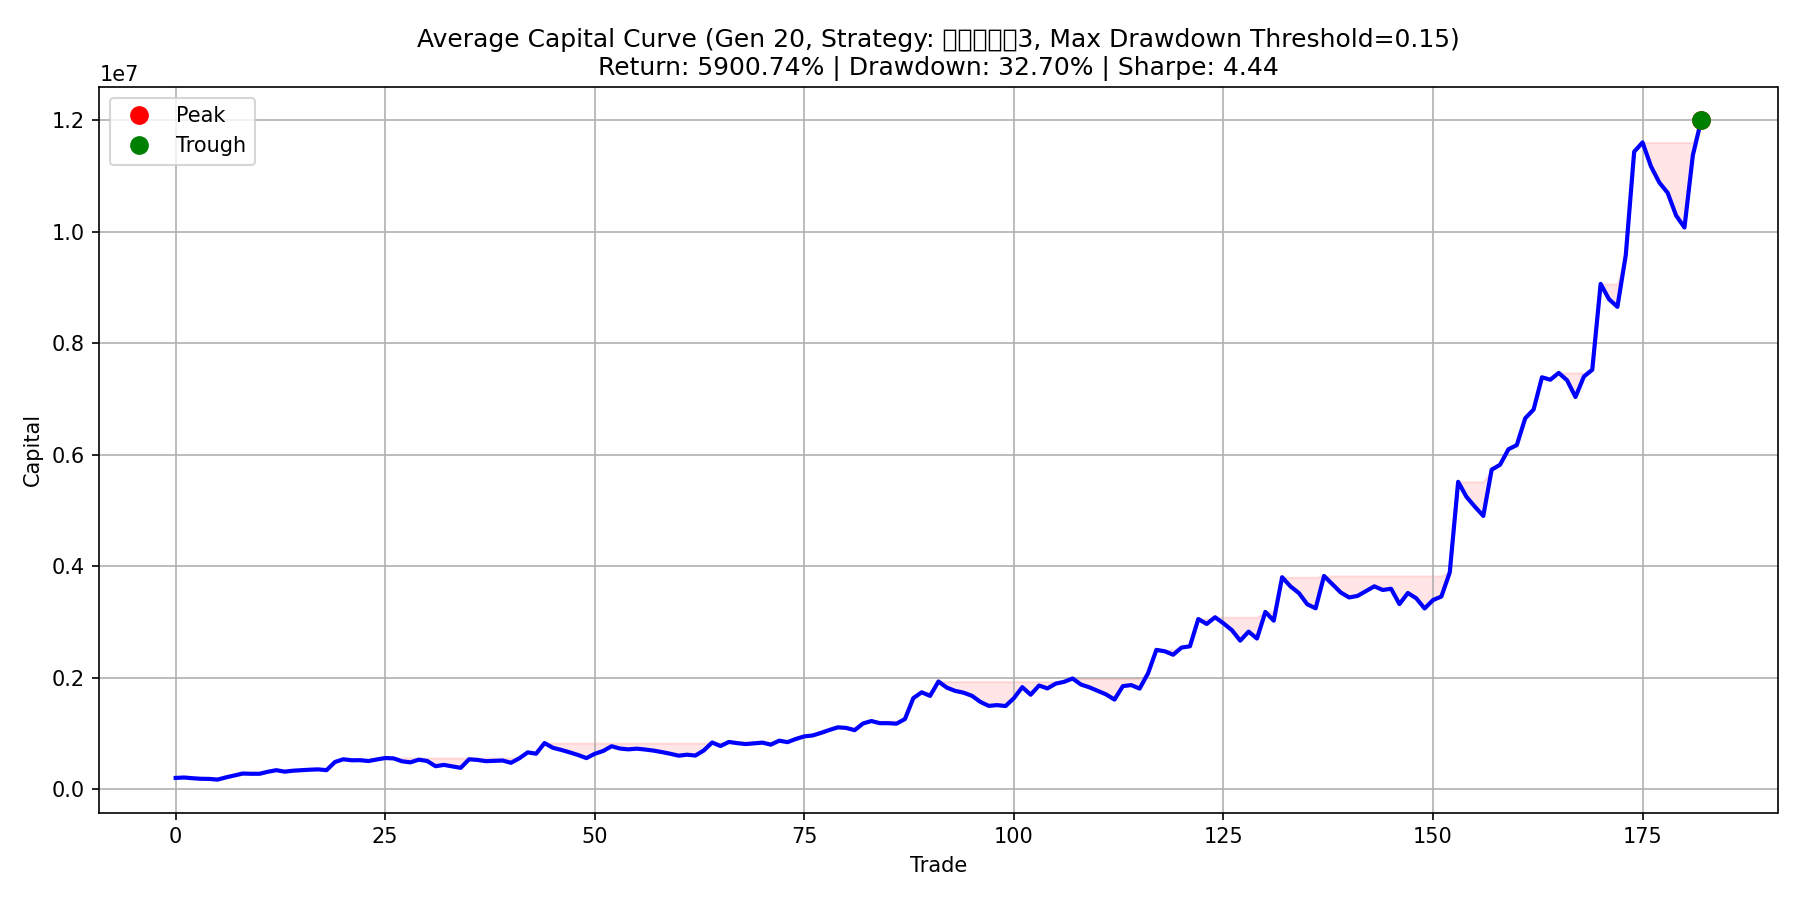 Average Capital Curve (Gen 20, Strategy: □□□□□3, Max Drawdown Threshold=0.15)
Return: 5900.74% | Drawdown: 32.70% | Sharpe: 4.44
1e7
Peak
Trough
1.2
1.0
0.8
0.6
0.4
0.2
0.0
Capital
0 25 50 75 100 125 150 175
Trade